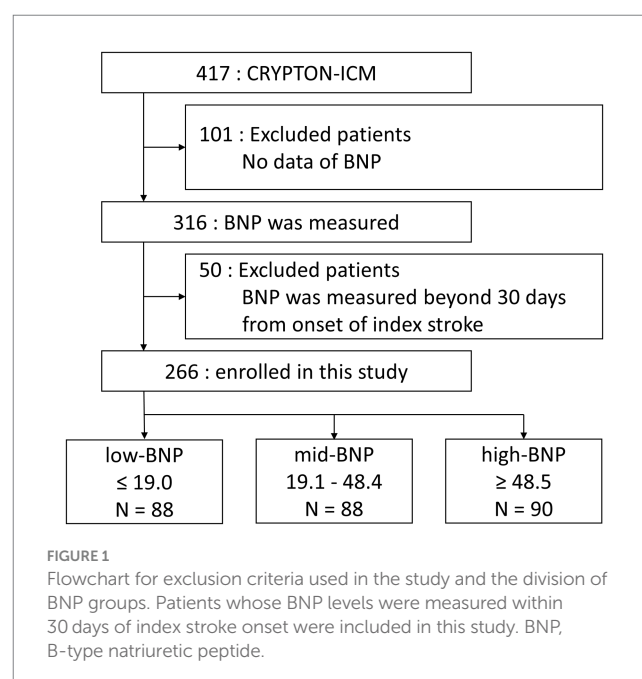 417 : CRYPTON-ICM
101 : Excluded patients
No data of BNP
316 : BNP was measured
50 : Excluded patients
BNP was measured beyond 30 days
from onset of index stroke
266 : enrolled in this study
low-BNP
≤ 19.0
N = 88
mid-BNP
19.1 - 48.4
N = 88
high-BNP
≥ 48.5
N = 90
FIGURE 1
Flowchart for exclusion criteria used in the study and the division of
BNP groups. Patients whose BNP levels were measured within
30 days of index stroke onset were included in this study. BNP,
B-type natriuretic peptide.